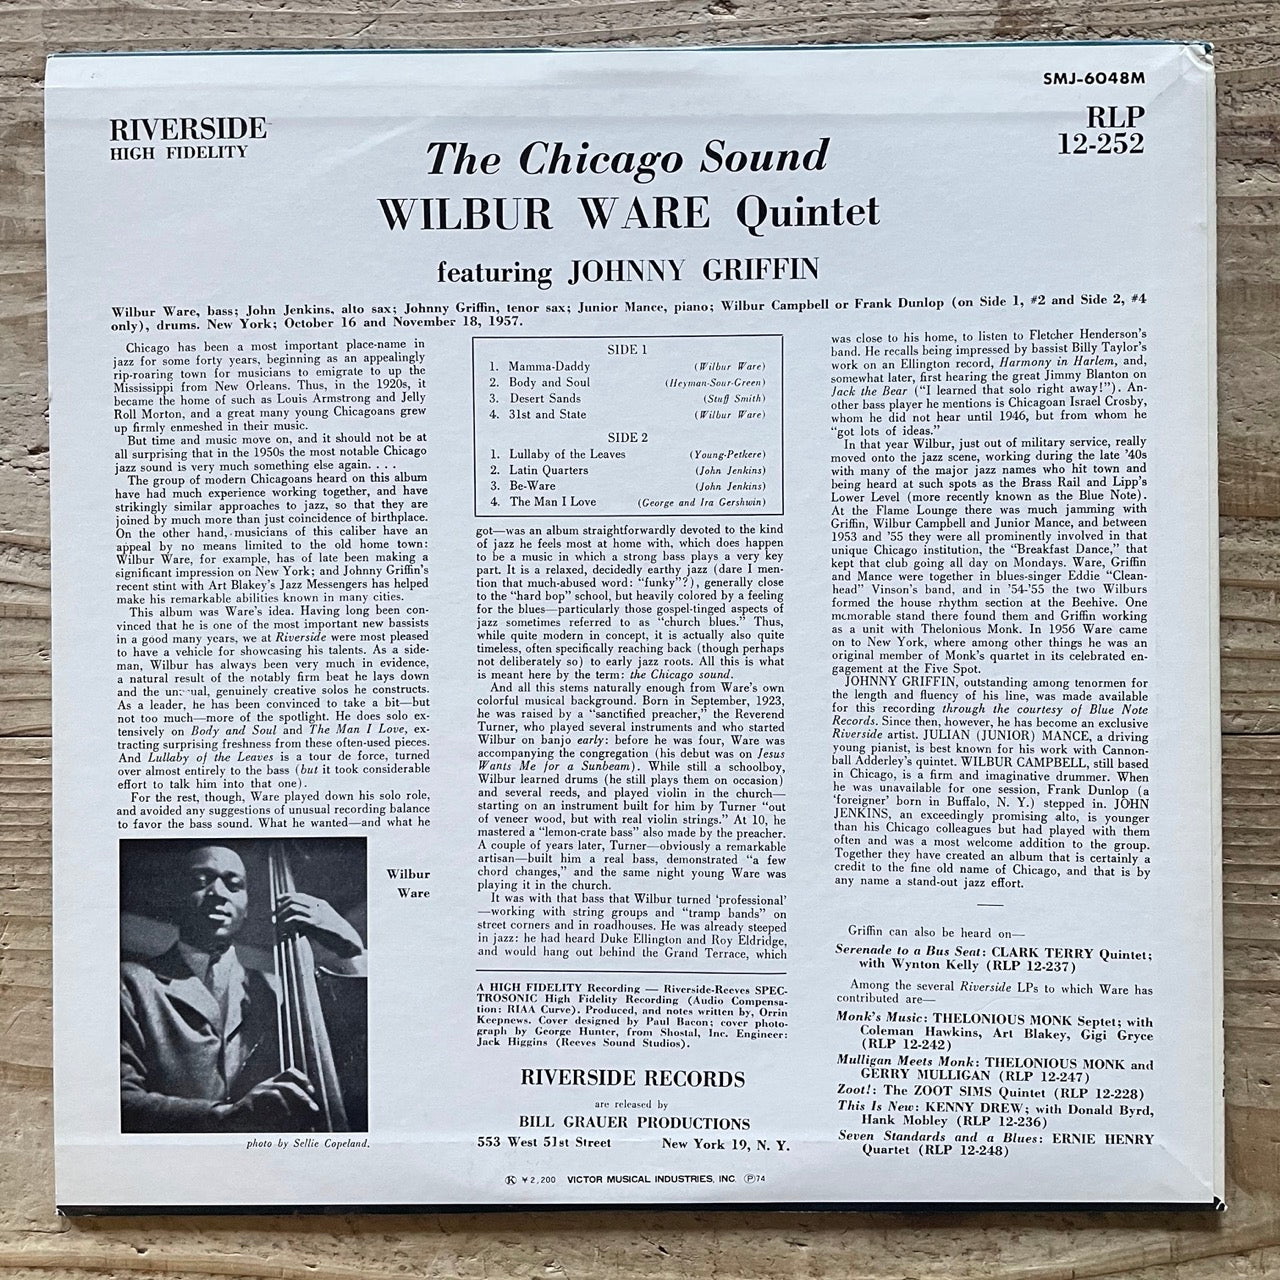 SMJ-6048M
RIVERSIDE
HIGH FIDELITY
RLP
12-252
The Chicago Sound
WILBUR WARE Quintet
featuring JOHNNY GRIFFIN
Wilbur Ware, bass; John Jenkins, alto sax; Johnny Griffin, tenor sax; Junior Mance, piano; Wilbur Campbell or Frank Dunlop (on Side 1, #2 and Side 2, #4
only), drums. New York; October 16 and November 18, 1957.
Chicago has been a most important place-name in
jazz for some forty years, beginning as an appealingly
rip-roaring town for musicians to emigrate to up the
Mississippi from New Orleans. Thus, in the 1920s, it
became the home of such as Louis Armstrong and Jelly
Roll Morton, and a great many young Chicagoans grew
up firmly enmeshed in their music.
But time and music move on, and it should not be at
all surprising that in the 1950s the most notable Chicago
jazz sound is very much something else again. . . .
The group of modern Chicagoans heard on this album
have had much experience working together, and have
strikingly similar approaches to jazz, so that they are
joined by much more than just coincidence of birthplace.
On the other hand, musicians of this caliber have an
appeal by no means limited to the old home town:
Wilbur Ware, for example, has of late been making a
significant impression on New York; and Johnny Griffin's
recent stint with Art Blakey's Jazz Messengers has helped
make his remarkable abilities known in many cities.
This album was Ware's idea. Having long been con-
vinced that he is one of the most important new bassists
in a good many years, we at Riverside were most pleased
to have a vehicle for showcasing his talents. As a side-
man, Wilbur has always been very much in evidence,
a natural result of the notably firm beat he lays down
and the unusual, genuinely creative solos he constructs.
As a leader, he has been convinced to take a bit—but
not too much—more of the spotlight. He does solo ex-
tensively on Body and Soul and The Man I Love, ex-
tracting surprising freshness from these often-used pieces.
And Lullaby of the Leaves is a tour de force, turned
over almost entirely to the bass (but it took considerable
effort to talk him into that one).
For the rest, though, Ware played down his solo role,
and avoided any suggestions of unusual recording balance
to favor the bass sound. What he wanted—and what he
Wilbur
Ware
photo by Sellie Copeland.
SIDE 1
1. Mamma-Daddy (Wilbur Ware)
2. Body and Soul (Heyman-Sour-Green)
3. Desert Sands (Stuff Smith)
4. 31st and State (Wilbur Ware)
SIDE 2
1. Lullaby of the Leaves (Young-Petkere)
2. Latin Quarters (John Jenkins)
3. Be-Ware (John Jenkins)
4. The Man I Love (George and Ira Gershwin)
got—was an album straightforwardly devoted to the kind
of jazz he feels most at home with, which does happen
to be a music in which a strong bass plays a very key
part. It is a relaxed, decidedly earthy jazz (dare I men-
tion that much-abused word: "funky"?), generally close
to the "hard bop" school, but heavily colored by a feeling
for the blues—particularly those gospel-tinged aspects of
jazz sometimes referred to as "church blues." Thus,
while quite modern in concept, it is actually also quite
timeless, often specifically reaching back (though perhaps
not deliberately so) to early jazz roots. All this is what
is meant here by the term: the Chicago sound.
And all this stems naturally enough from Ware's own
colorful musical background. Born in September, 1923,
he was raised by a "sanctified preacher," the Reverend
Turner, who played several instruments and who started
Wilbur on banjo early: before he was four, Ware was
accompanying the congregation (his debut was on Jesus
Wants Me for a Sunbeam). While still a schoolboy,
Wilbur learned drums (he still plays them on occasion)
and several reeds, and played violin in the church—
starting on an instrument built for him by Turner "out
of veneer wood, but with real violin strings." At 10, he
mastered a "lemon-crate bass" also made by the preacher.
A couple of years later, Turner—obviously a remarkable
artisan—built him a real bass, demonstrated "a few
chord changes," and the same night young Ware was
playing it in the church.
It was with that bass that Wilbur turned 'professional'
—working with string groups and "tramp bands" on
street corners and in roadhouses. He was already steeped
in jazz: he had heard Duke Ellington and Roy Eldridge,
and would hang out behind the Grand Terrace, which
A HIGH FIDELITY Recording — Riverside-Reeves SPEC-
TROSONIC High Fidelity Recording (Audio Compensa-
tion: RIAA Curve). Produced, and notes written by, Orrin
Keepnews. Cover designed by Paul Bacon; cover photo-
graph by George Hunter, from Shostal, Inc. Engineer:
Jack Higgins (Reeves Sound Studios).
RIVERSIDE RECORDS
are released by
BILL GRAUER PRODUCTIONS
553 West 51st Street New York 19, N. Y.
was close to his home, to listen to Fletcher Henderson's
band. He recalls being impressed by bassist Billy Taylor's
work on an Ellington record, Harmony in Harlem, and,
somewhat later, first hearing the great Jimmy Blanton on
Jack the Bear ("I learned that solo right away!"). An-
other bass player he mentions is Chicagoan Israel Crosby,
whom he did not hear until 1946, but from whom he
"got lots of ideas."
In that year Wilbur, just out of military service, really
moved onto the jazz scene, working during the late '40s
with many of the major jazz names who hit town and
being heard at such spots as the Brass Rail and Lipp's
Lower Level (more recently known as the Blue Note).
At the Flame Lounge there was much jamming with
Griffin, Wilbur Campbell and Junior Mance, and between
1953 and '55 they were all prominently involved in that
unique Chicago institution, the "Breakfast Dance," that
kept that club going all day on Mondays. Ware, Griffin
and Mance were together in blues-singer Eddie "Clean-
head" Vinson's band, and in '54-'55 the two Wilburs
formed the house rhythm section at the Beehive. One
memorable stand there found them and Griffin working
as a unit with Thelonious Monk. In 1956 Ware came
on to New York, where among other things he was an
original member of Monk's quartet in its celebrated en-
gagement at the Five Spot.
JOHNNY GRIFFIN, outstanding among tenormen for
the length and fluency of his line, was made available
for this recording through the courtesy of Blue Note
Records. Since then, however, he has become an exclusive
Riverside artist. JULIAN (JUNIOR) MANCE, a driving
young pianist, is best known for his work with Cannon-
ball Adderley's quintet. WILBUR CAMPBELL, still based
in Chicago, is a firm and imaginative drummer. When
he was unavailable for one session, Frank Dunlop (a
'foreigner' born in Buffalo, N. Y.) stepped in. JOHN
JENKINS, an exceedingly promising alto, is younger
than his Chicago colleagues but had played with them
often and was a most welcome addition to the group.
Together they have created an album that is certainly a
credit to the fine old name of Chicago, and that is by
any name a stand-out jazz effort.
Griffin can also be heard on—
Serenade to a Bus Seat: CLARK TERRY Quintet;
with Wynton Kelly (RLP 12-237)
Among the several Riverside LPs to which Ware has
contributed are—
Monk's Music: THELONIOUS MONK Septet; with
Coleman Hawkins, Art Blakey, Gigi Gryce
(RLP 12-242)
Mulligan Meets Monk: THELONIOUS MONK and
GERRY MULLIGAN (RLP 12-247)
Zoot!: The ZOOT SIMS Quintet (RLP 12-228)
This Is New: KENNY DREW; with Donald Byrd,
Hank Mobley (RLP 12-236)
Seven Standards and a Blues: ERNIE HENRY
Quartet (RLP 12-248)
Ⓚ ¥2,200 VICTOR MUSICAL INDUSTRIES, INC. Ⓟ74